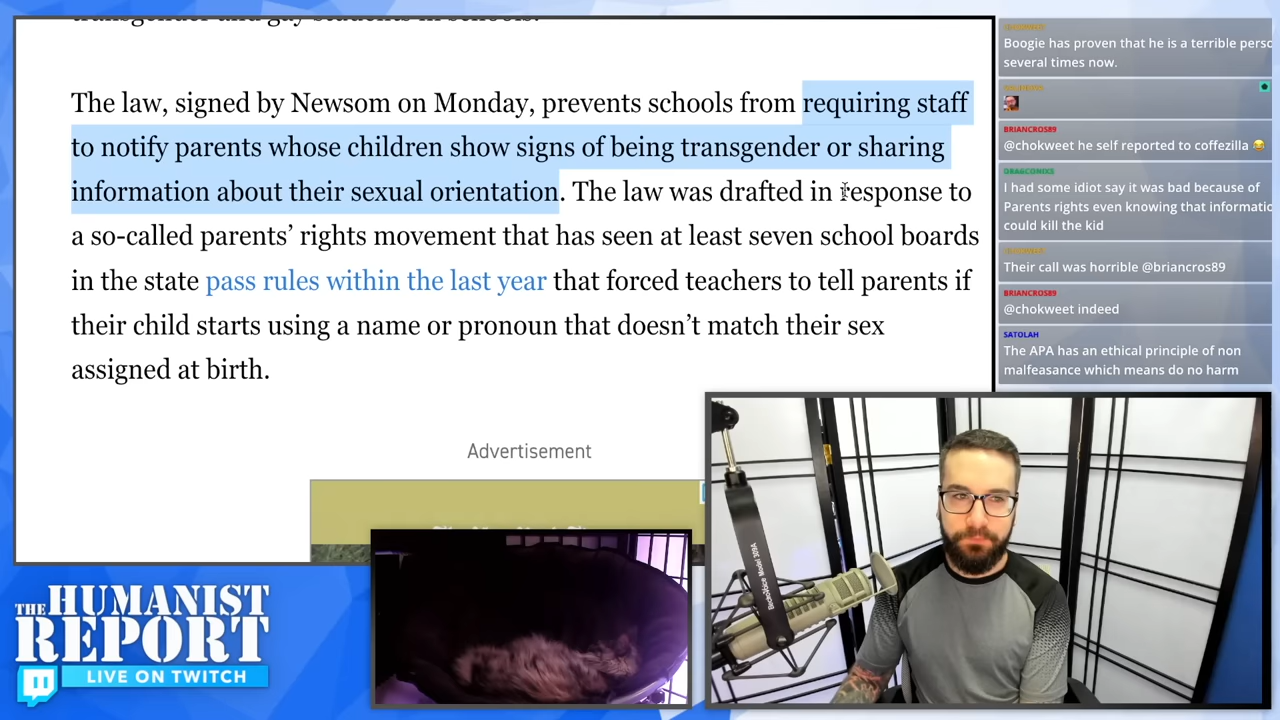 transgender and gay students in schools.
The law, signed by Newsom on Monday, prevents schools from requiring staff
to notify parents whose children show signs of being transgender or sharing
information about their sexual orientation. The law was drafted in response to
a so-called parents’ rights movement that has seen at least seven school boards
in the state pass rules within the last year that forced teachers to tell parents if
their child starts using a name or pronoun that doesn’t match their sex
assigned at birth.
Advertisement
Boogie has proven that he is a terrible perso
several times now.
BRIANCROS89
@chokweet he self reported to coffezilla 😂
I had some idiot say it was bad because of
Parents rights even knowing that informatio
could kill the kid
Their call was horrible @briancros89
BRIANCROS89
@chokweet indeed
SATOLAH
The APA has an ethical principle of non
malfeasance which means do no harm
THE HUMANIST
REPORT
LIVE ON TWITCH